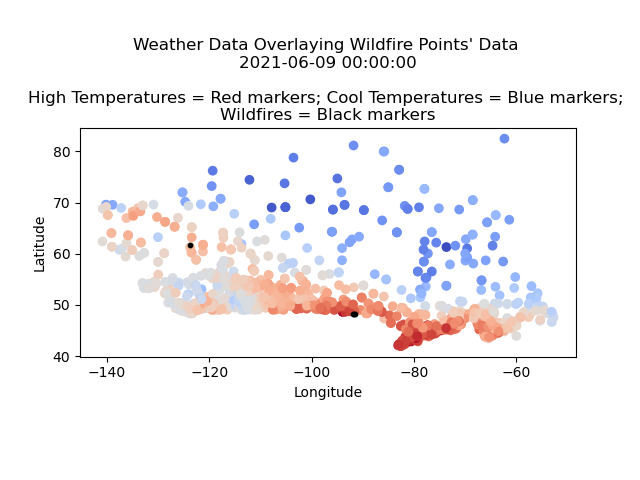 Weather Data Overlaying Wildfire Points' Data
2021-06-09 00:00:00
High Temperatures = Red markers; Cool Temperatures = Blue markers;
Wildfires = Black markers
80
70
60
50
40
Latitude
−140
−120
−100
−80
−60
Longitude